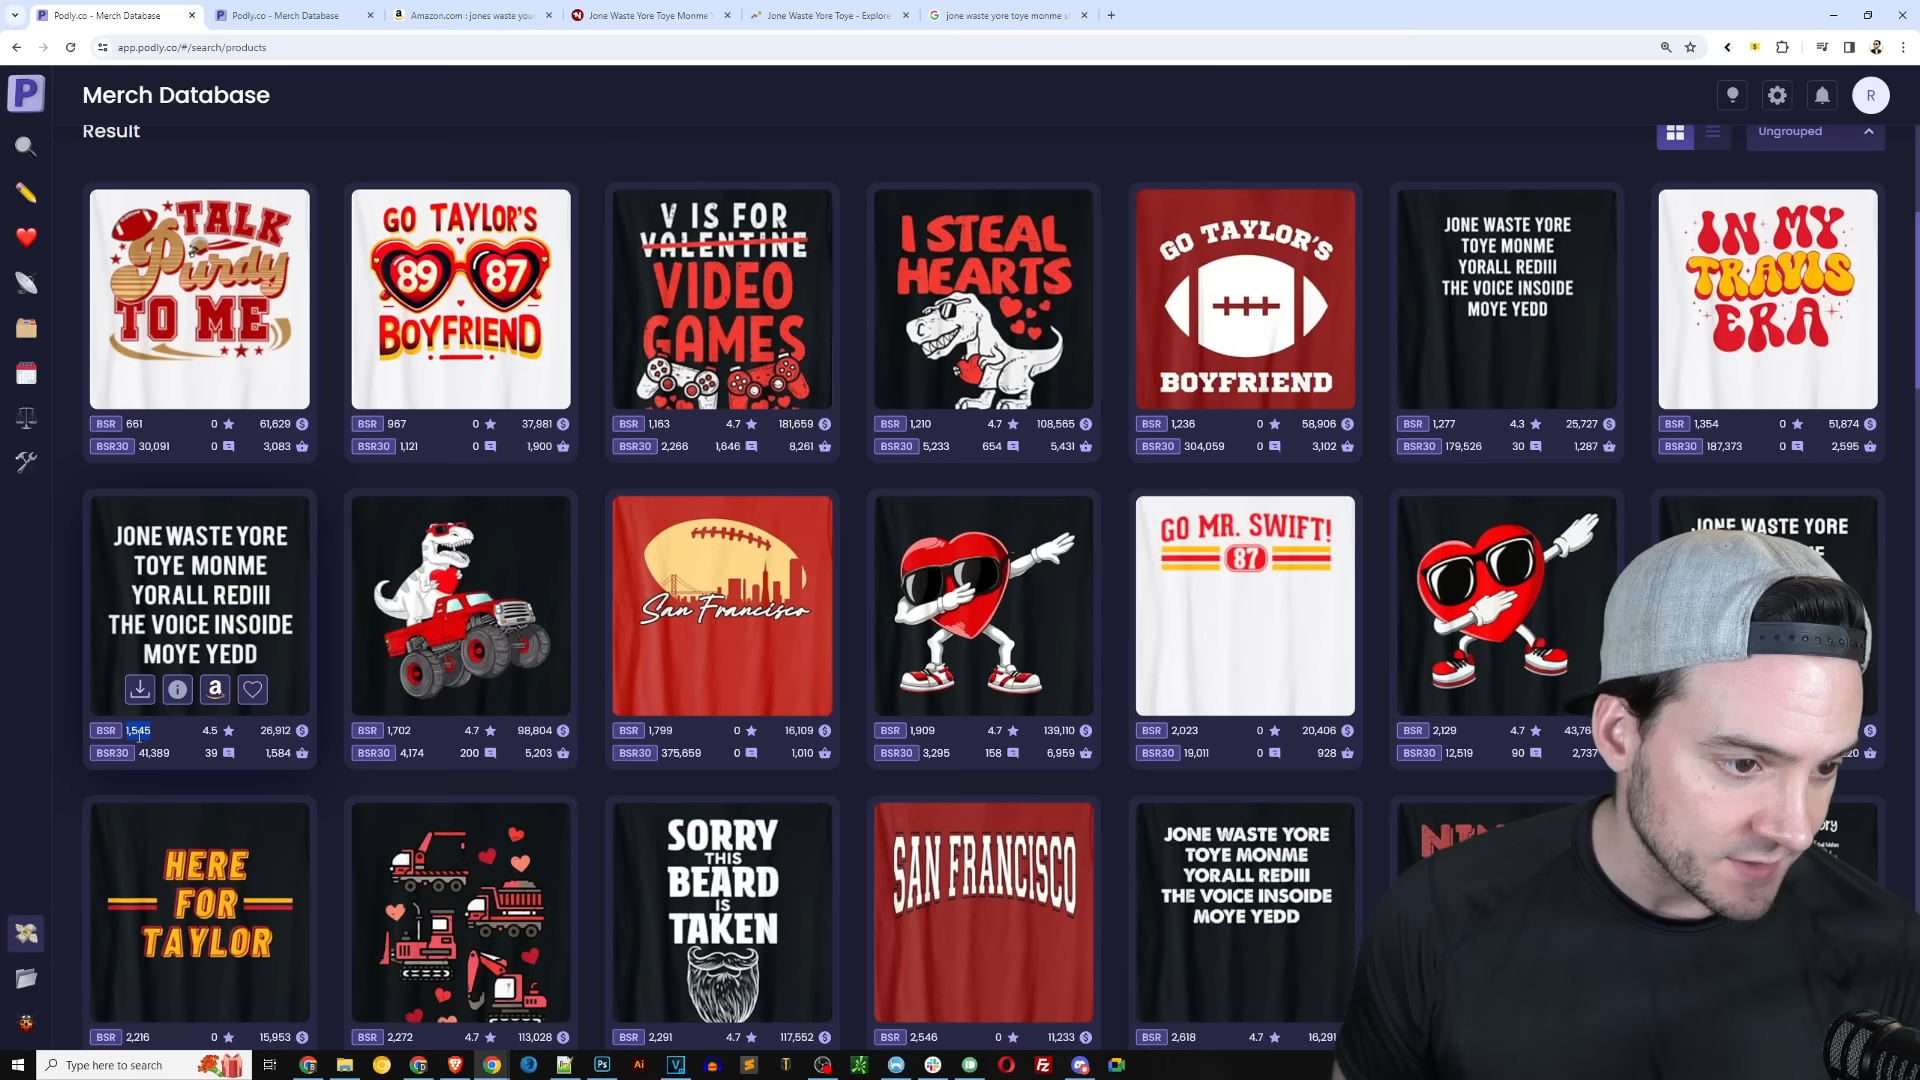 Podly.co - Merch Database
Podly.co - Merch Database
Amazon.com : jones waste you
Jone Waste Yore Toye Monme
Jone Waste Yore Toye - Explore
jone waste yore toye monme s
app.podly.co/#/search/products
P
Merch Database
R
Result
Ungrouped
TALK
Purdy
TO ME
BSR 661 0 61,629
BSR30 30,091 0 3,083
GO TAYLOR'S
89 87
BOYFRIEND
BSR 967 0 37,981
BSR30 1,121 0 1,900
V IS FOR
VALENTINE
VIDEO
GAMES
BSR 1,163 4.7 181,659
BSR30 2,266 1,646 8,261
I STEAL
HEARTS
BSR 1,210 4.7 108,565
BSR30 5,233 654 5,431
GO TAYLOR'S
BOYFRIEND
BSR 1,236 0 58,906
BSR30 304,059 0 3,102
JONE WASTE YORE
TOYE MONME
YORALL REDIII
THE VOICE INSOIDE
MOYE YEDD
BSR 1,277 4.3 25,727
BSR30 179,526 30 1,287
IN MY
TRAVIS
ERA
BSR 1,354 0 51,874
BSR30 187,373 0 2,595
JONE WASTE YORE
TOYE MONME
YORALL REDIII
THE VOICE INSOIDE
MOYE YEDD
BSR 1,545 4.5 26,912
BSR30 41,389 39 1,584
BSR 1,702 4.7 98,804
BSR30 4,174 200 5,203
San Francisco
BSR 1,799 0 16,109
BSR30 375,659 0 1,010
BSR 1,909 4.7 139,110
BSR30 3,295 158 6,959
GO MR. SWIFT!
87
BSR 2,023 0 20,406
BSR30 19,011 0 928
BSR 2,129 4.7 43,76
BSR30 12,519 90 2,737
JONE WASTE YORE
HERE
FOR
TAYLOR
BSR 2,216 0 15,953
BSR 2,272 4.7 113,028
SORRY
THIS
BEARD
IS
TAKEN
BSR 2,291 4.7 117,552
SAN FRANCISCO
BSR 2,546 0 11,233
JONE WASTE YORE
TOYE MONME
YORALL REDIII
THE VOICE INSOIDE
MOYE YEDD
BSR 2,618 4.7 16,291
Type here to search